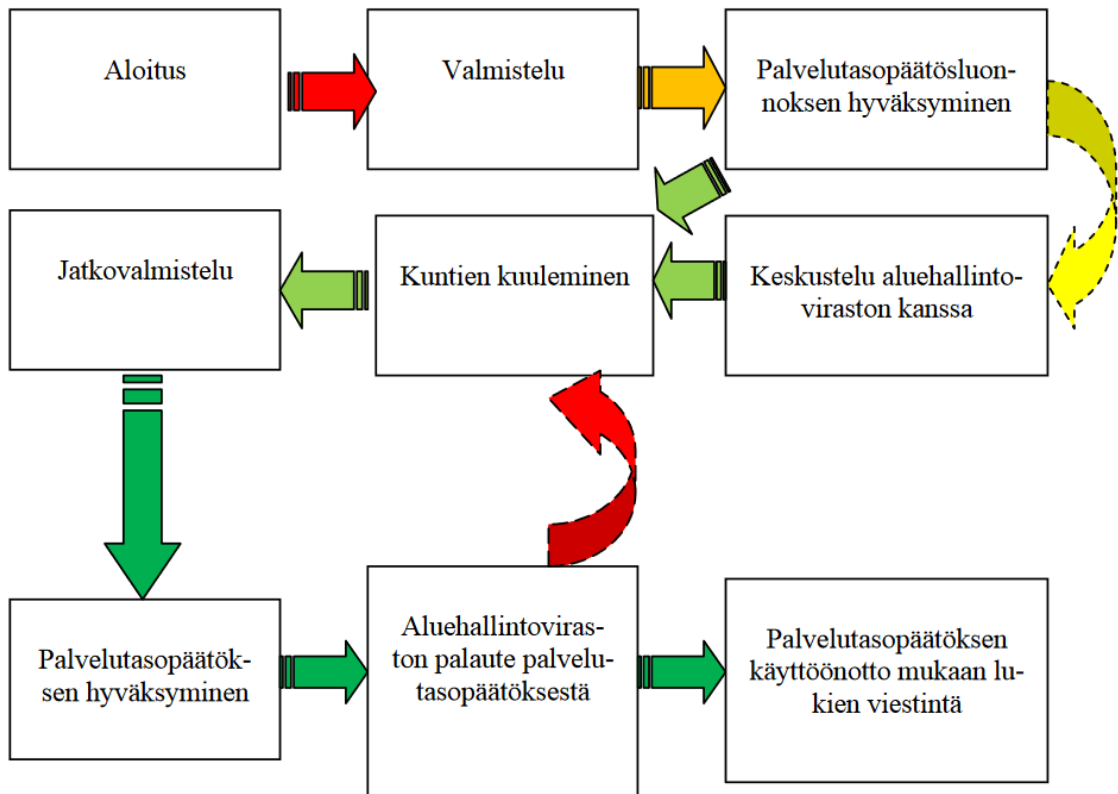 Aloitus
Valmistelu
Palvelutasopäätösluon-
noksen hyväksyminen
Jatkovalmistelu
Kuntien kuuleminen
Keskustelu aluehallinto-
viraston kanssa
Palvelutasopäätök-
sen hyväksyminen
Aluehallintoviras-
ton palaute palvelu-
tasopäätöksestä
Palvelutasopäätöksen
käyttöönotto mukaan lu-
kien viestintä